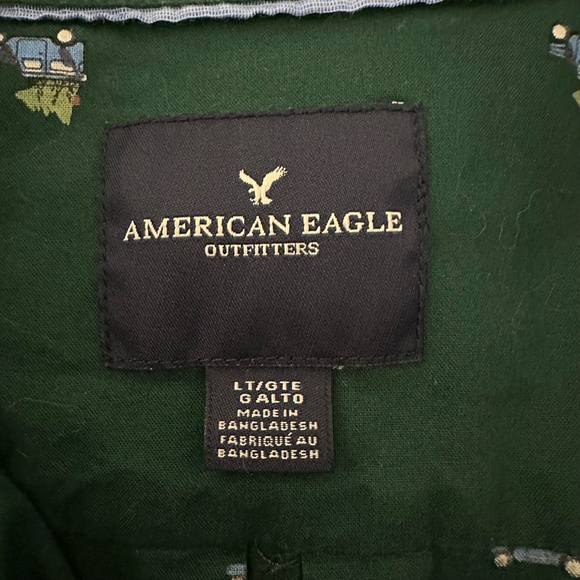 AMERICAN EAGLE
OUTFITTERS
LT/GTE
G ALTO
MADE IN
BANGLADESH
FABRIQUÉ AU
BANGLADESH